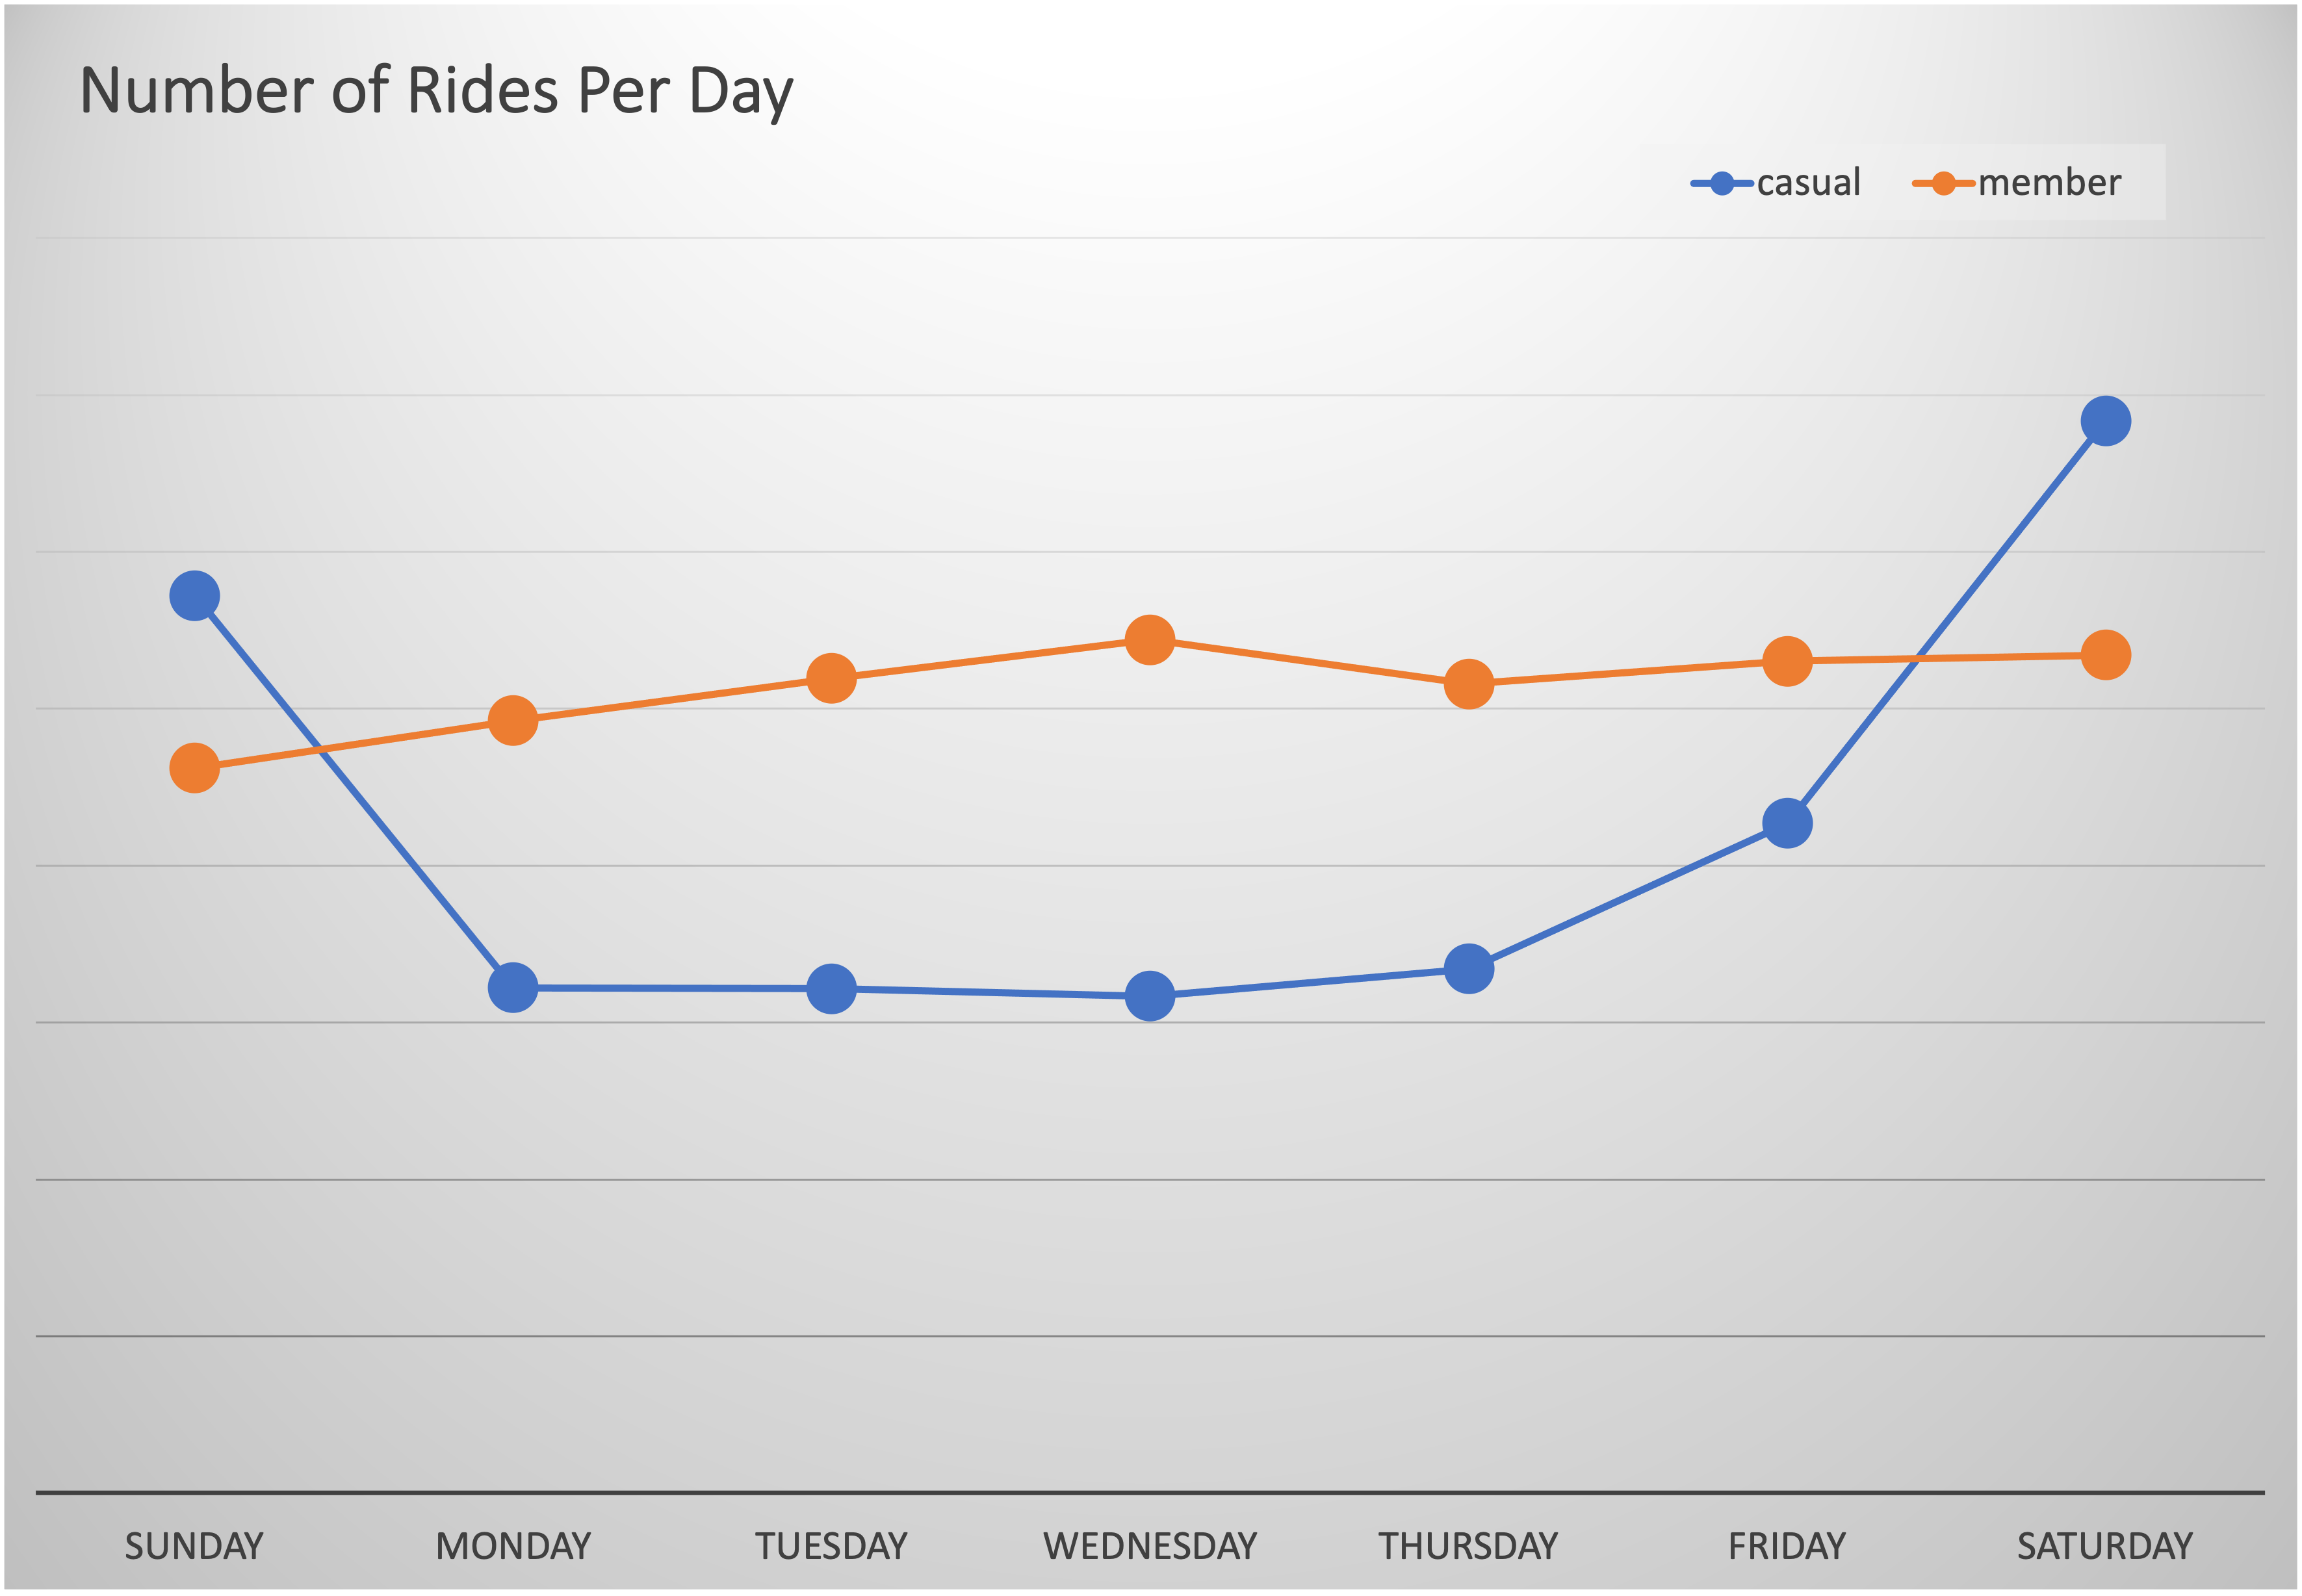 Number of Rides Per Day
casual member
SUNDAY MONDAY TUESDAY WEDNESDAY THURSDAY FRIDAY SATURDAY